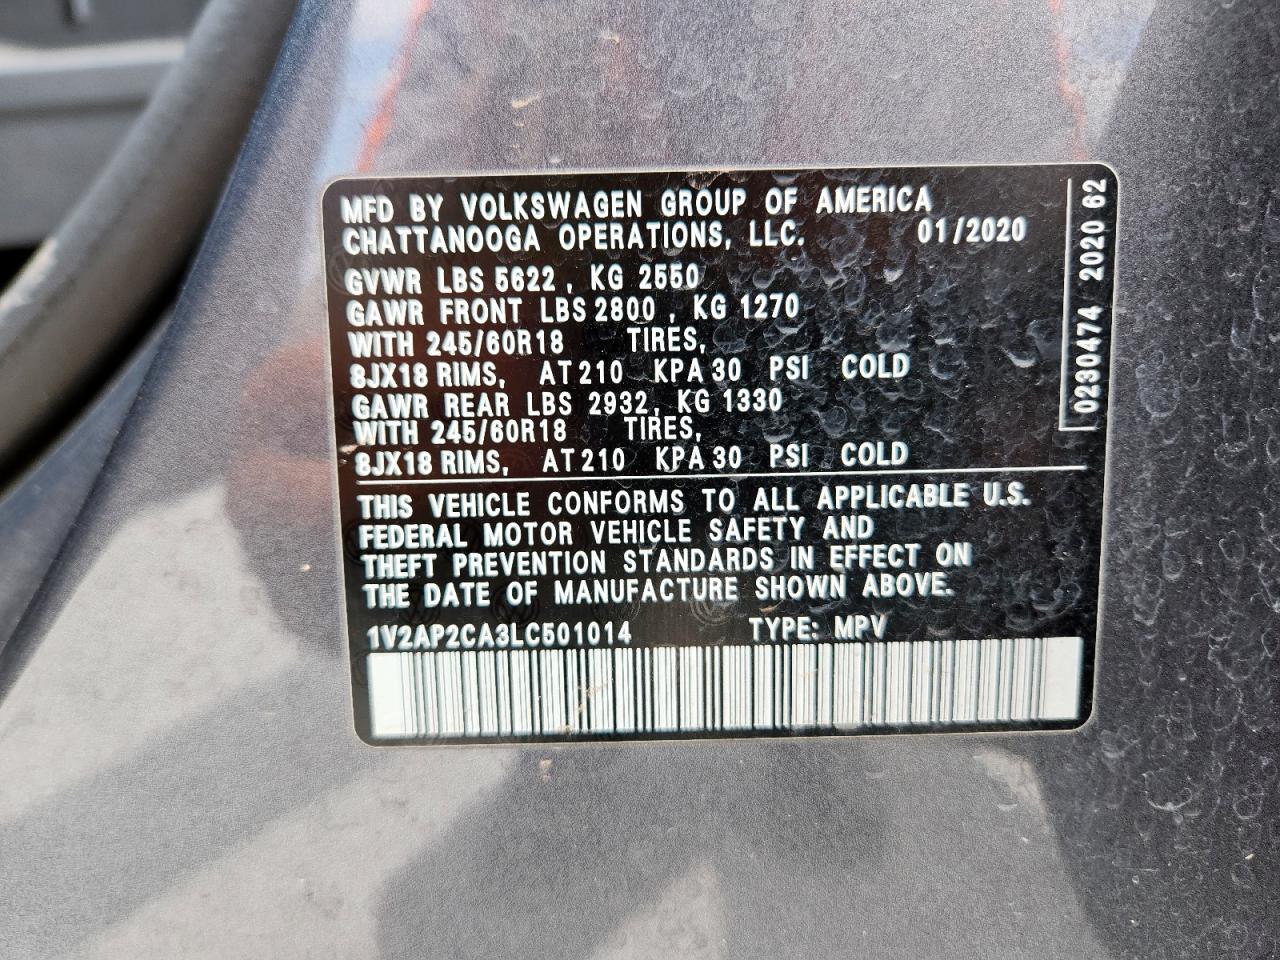 MFD BY VOLKSWAGEN GROUP OF AMERICA
CHATTANOOGA OPERATIONS, LLC. 01/2020
GVWR LBS 5622, KG 2550
GAWR FRONT LBS 2800, KG 1270
WITH 245/60R18 TIRES,
8JX18 RIMS, AT 210 KPA 30 PSI COLD
GAWR REAR LBS 2932, KG 1330
WITH 245/60R18 TIRES,
8JX18 RIMS, AT 210 KPA 30 PSI COLD
THIS VEHICLE CONFORMS TO ALL APPLICABLE U.S.
FEDERAL MOTOR VEHICLE SAFETY AND
THEFT PREVENTION STANDARDS IN EFFECT ON
THE DATE OF MANUFACTURE SHOWN ABOVE.
1V2AP2CA3LC501014 TYPE: MPV
0230474 2020 62